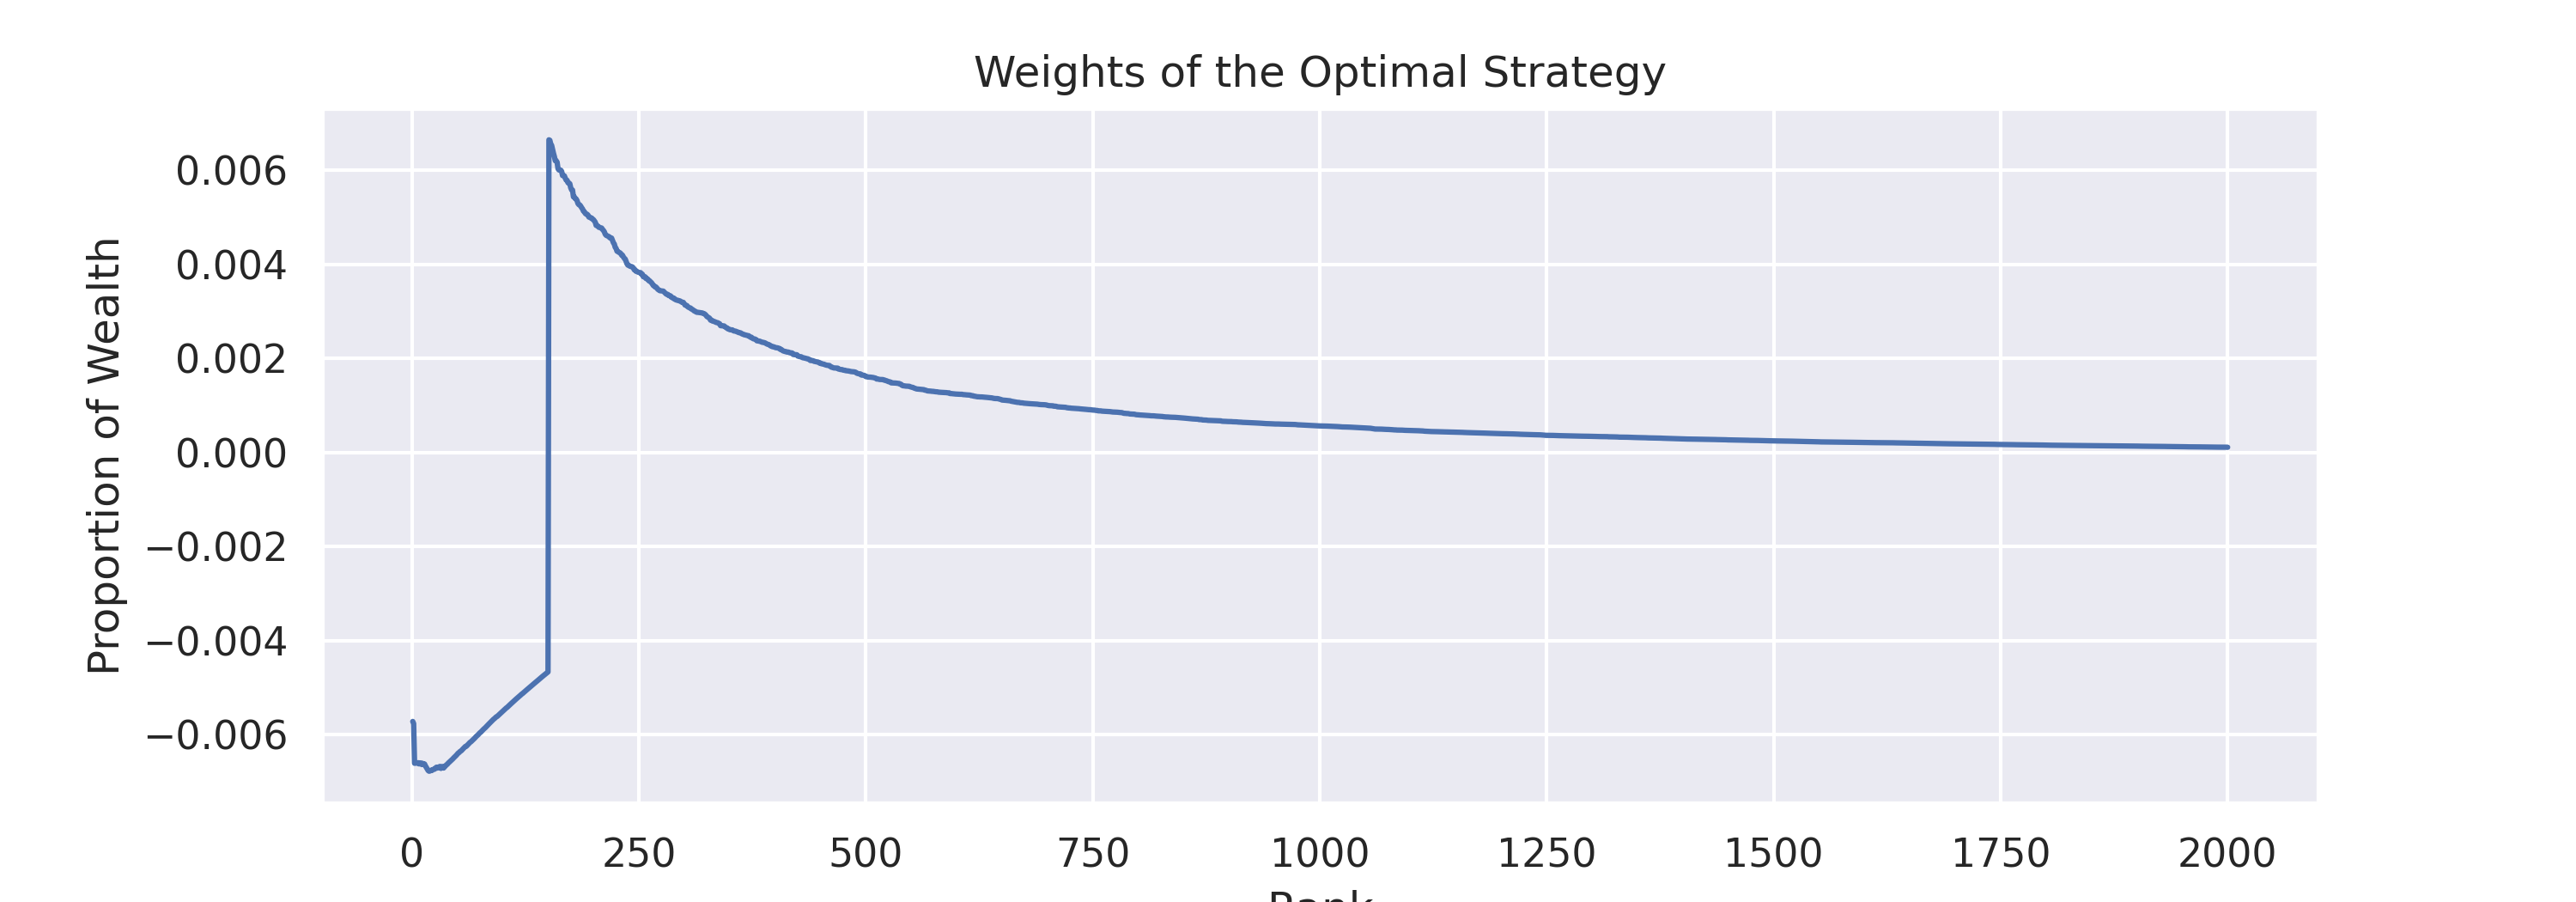 Weights of the Optimal Strategy
Proportion of Wealth
0.006
0.004
0.002
0.000
−0.002
−0.004
−0.006
0 250 500 750 1000 1250 1500 1750 2000
Rank